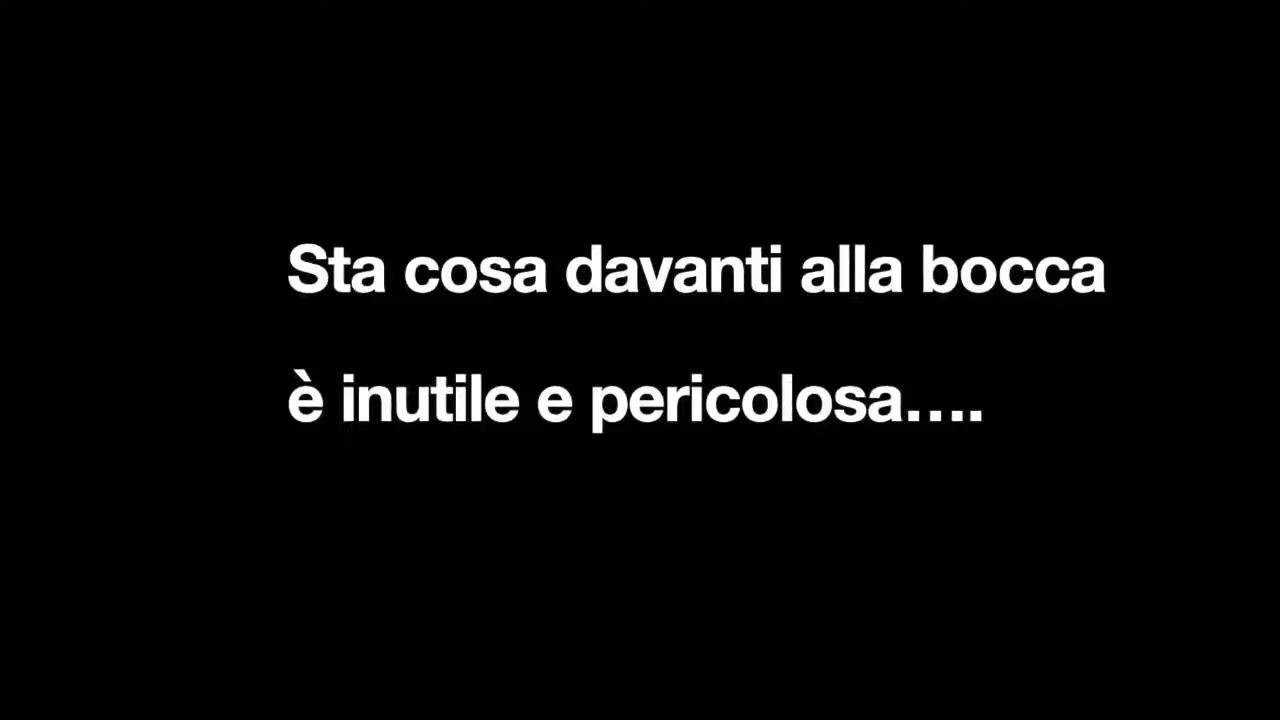 Sta cosa davanti alla bocca
è inutile e pericolosa....